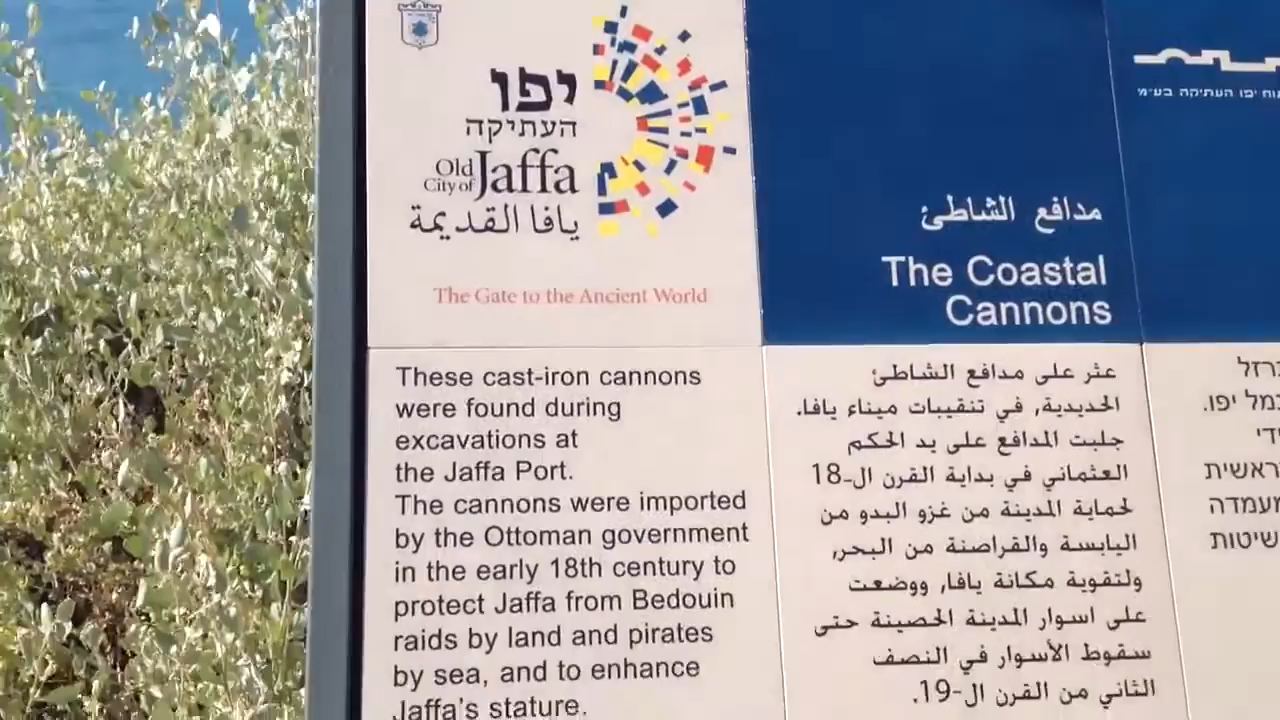 יפו
העתיקה
Old
City of Jaffa
يافا القديمة
The Gate to the Ancient World
مدافع الشاطئ
The Coastal
Cannons
יפו העתיקה בע״מ
These cast-iron cannons
were found during
excavations at
the Jaffa Port.
The cannons were imported
by the Ottoman government
in the early 18th century to
protect Jaffa from Bedouin
raids by land and pirates
by sea, and to enhance
Jaffa's stature.
عثر على مدافع الشاطئ
الحديدية, في تنقيبات ميناء يافا.
جلبت المدافع على يد الحكم
العثماني في بداية القرن ال-18
لحماية المدينة من غزو البدو من
اليابسة والقراصنة من البحر,
ولتقوية مكانة يافا, ووضعت
على اسوار المدينة الحصينة حتى
سقوط الأسوار في النصف
الثاني من القرن ال-19.
יפו.